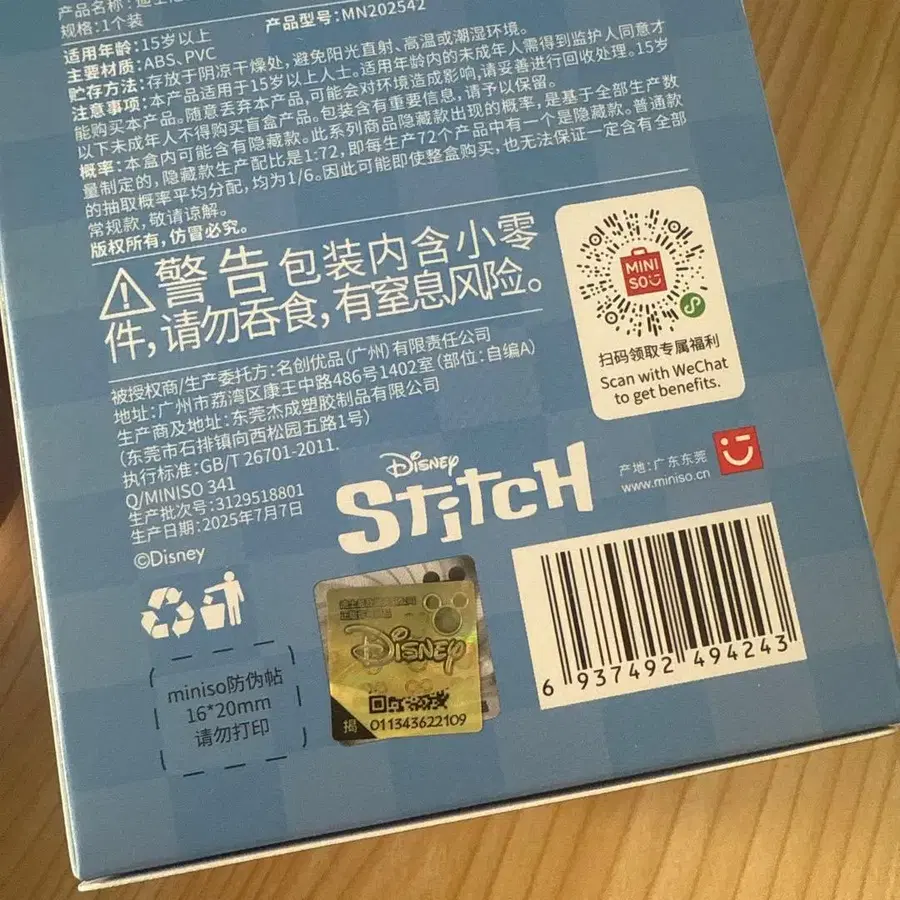 产品名称:迪士尼
规格:1个装
产品型号:MN202542
适用年龄:15岁以上
主要材质:ABS、PVC
贮存方法:存放于阴凉干燥处,避免阳光直射、高温或潮湿环境。
注意事项:本产品适用于15岁以上人士。适用年龄内的未成年人需得到监护人同意才
能购买本产品。随意丢弃本产品,可能会对环境造成影响,请妥善进行回收处理。15岁
以下未成年人不得购买盲盒产品。包装含有重要信息,请予以保留。
概率:本盒内可能含有隐藏款。此系列商品隐藏款出现的概率,是基于全部生产数
量制定的,隐藏款生产配比是1:72,即每生产72个产品中有一个是隐藏款。普通款
的抽取概率平均分配,均为1/6。因此可能即使整盒购买,也无法保证一定含有全部
常规款,敬请谅解。
版权所有,仿冒必究。
警告 包装内含小零
件,请勿吞食,有窒息风险。
MINI
SO
扫码领取专属福利
Scan with WeChat
to get benefits.
被授权商/生产委托方:名创优品(广州)有限责任公司
地址:广州市荔湾区康王中路486号1402室(部位:自编A)
生产商及地址:东莞杰成塑胶制品有限公司
(东莞市石排镇向西松园五路1号)
执行标准:GB/T 26701-2011.
Q/MINISO 341
生产批次号:3129518801
生产日期:2025年7月7日
©Disney
Disney
Stitch
产地:广东东莞
www.miniso.cn
miniso防伪帖
16*20mm
请勿打印
Disney
揭 011343622109
6 937492 494243